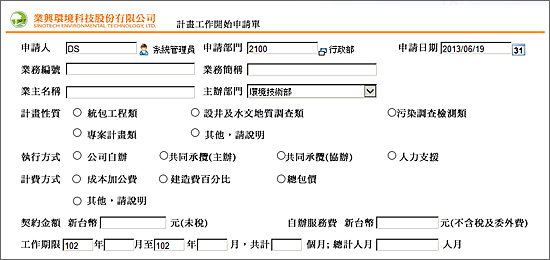 業興環境科技股份有限公司
SINOTECH ENVIRONMENTAL TECHNOLOGY, LTD.
計畫工作開始申請單
申請人 DS 系統管理員 申請部門 2100 行政部 申請日期 2013/06/19 31
業務編號 業務簡稱
業主名稱 主辦部門 環境技術部
計畫性質 統包工程類 設井及水文地質調查類 污染調查檢測類
專案計畫類 其他，請說明
執行方式 公司自辦 共同承攬(主辦) 共同承攬(協辦) 人力支援
計費方式 成本加公費 建造費百分比 總包價
其他，請說明
契約金額 新台幣 元(未稅) 自辦服務費 新台幣 元(不含稅及委外費)
工作期限 102 年 月至 102 年 月，共計 個月; 總計人月 人月